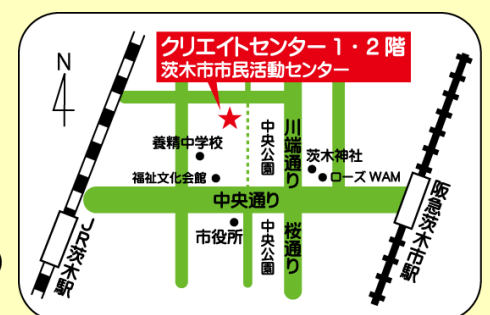 クリエイトセンター1・2階
茨木市市民活動センター
N
養精中学校
中央公園
川端通り
茨木神社
ローズ WAM
福祉文化会館
中央通り
市役所
中央公園
桜通り
JR茨木駅
阪急茨木市駅